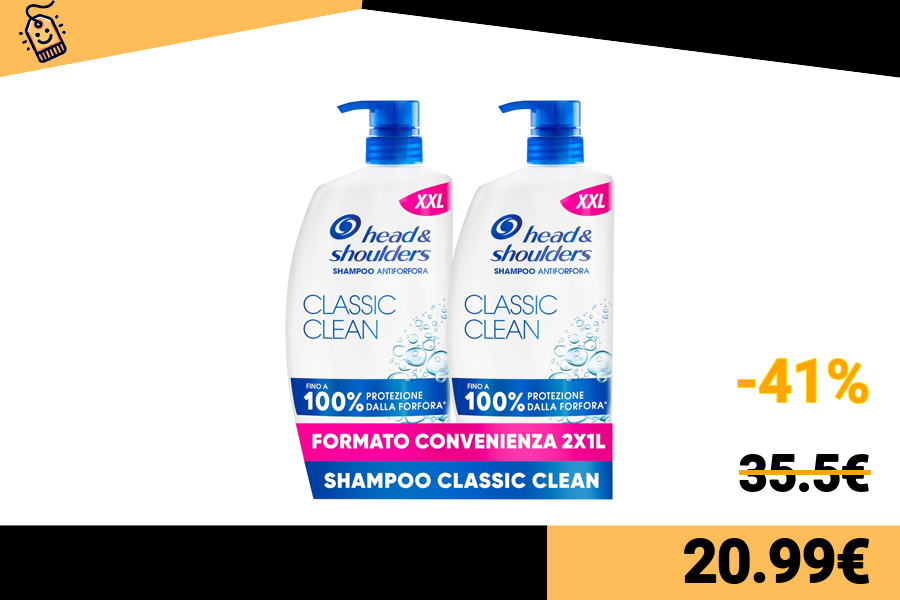 XXL
head &
shoulders
SHAMPOO ANTIFORFORA
CLASSIC
CLEAN
FINO A
100% PROTEZIONE
DALLA FORFORA*
XXL
head &
shoulders
SHAMPOO ANTIFORFORA
CLASSIC
CLEAN
FINO A
100% PROTEZIONE
DALLA FORFORA*
FORMATO CONVENIENZA 2X1L
SHAMPOO CLASSIC CLEAN
-41%
35.5€
20.99€